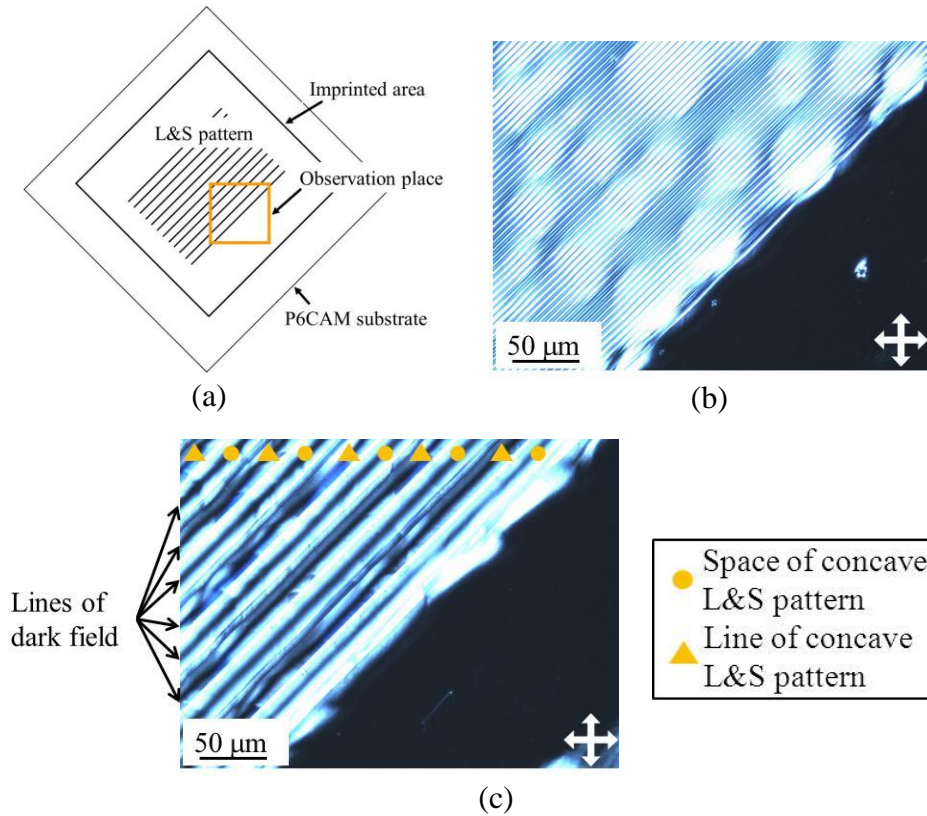 Imprinted area
L&S pattern
Observation place
P6CAM substrate
50 µm
(a)
(b)
Lines of
dark field
50 µm
(c)
Space of concave
L&S pattern
Line of concave
L&S pattern